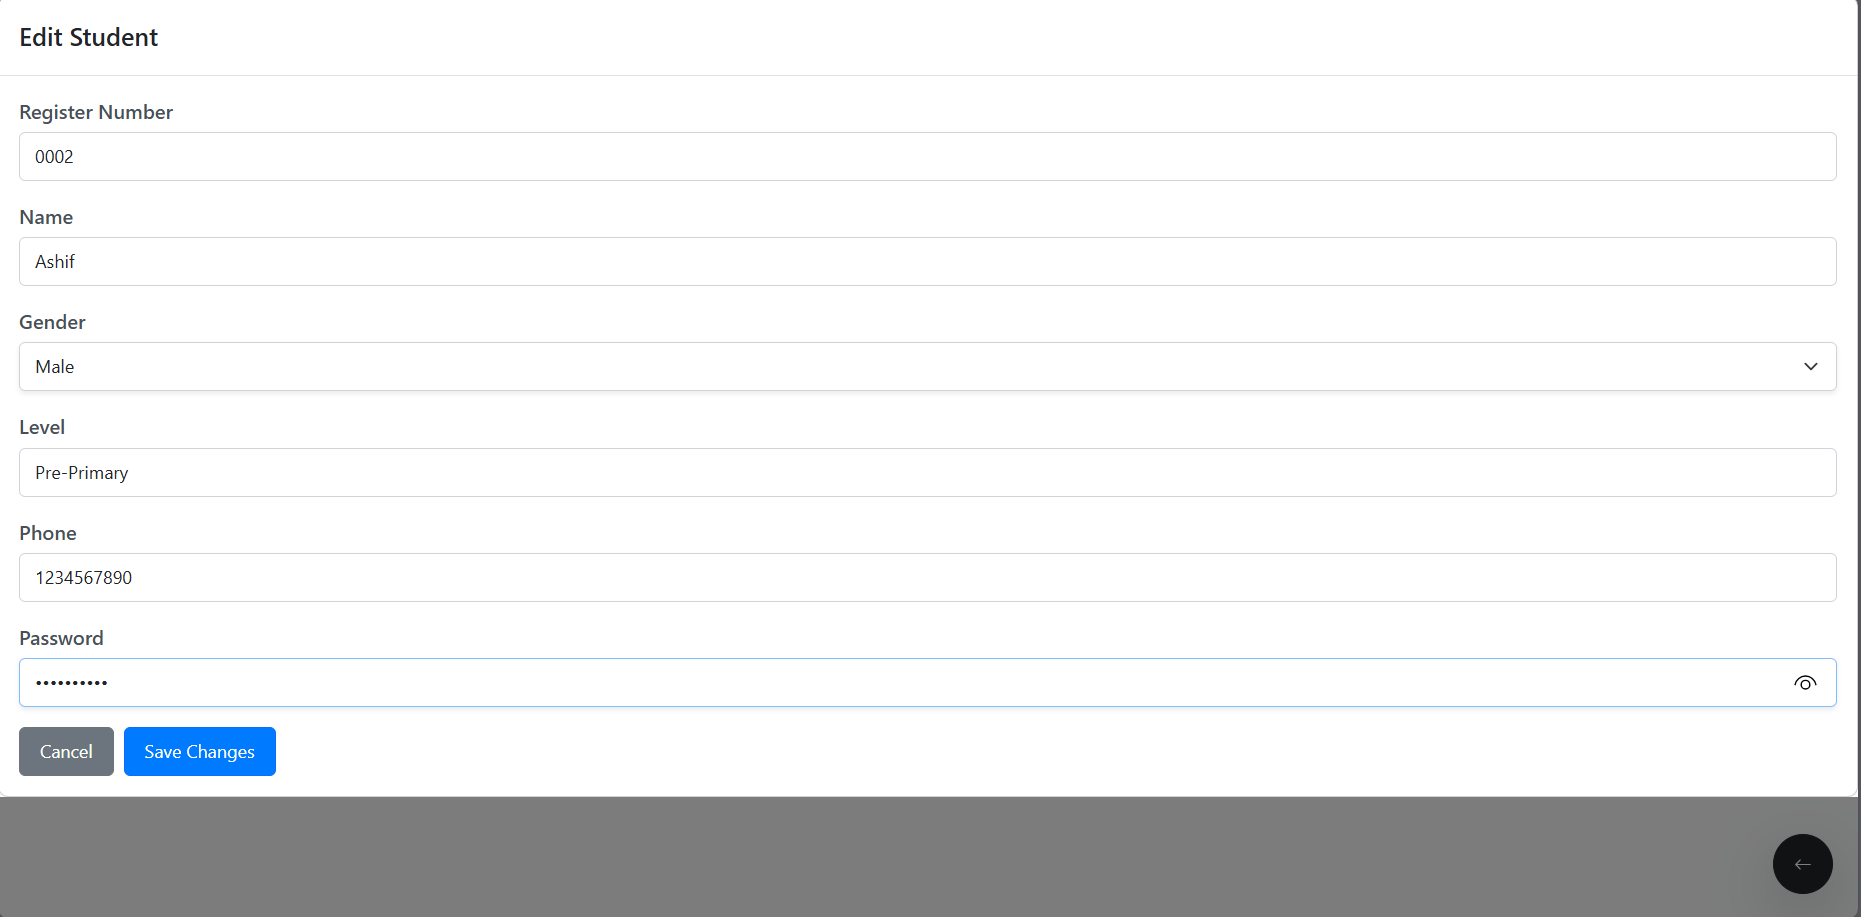 Edit Student
Register Number
0002
Name
Ashif
Gender
Male
Level
Pre-Primary
Phone
1234567890
Password
••••••••••
Cancel
Save Changes